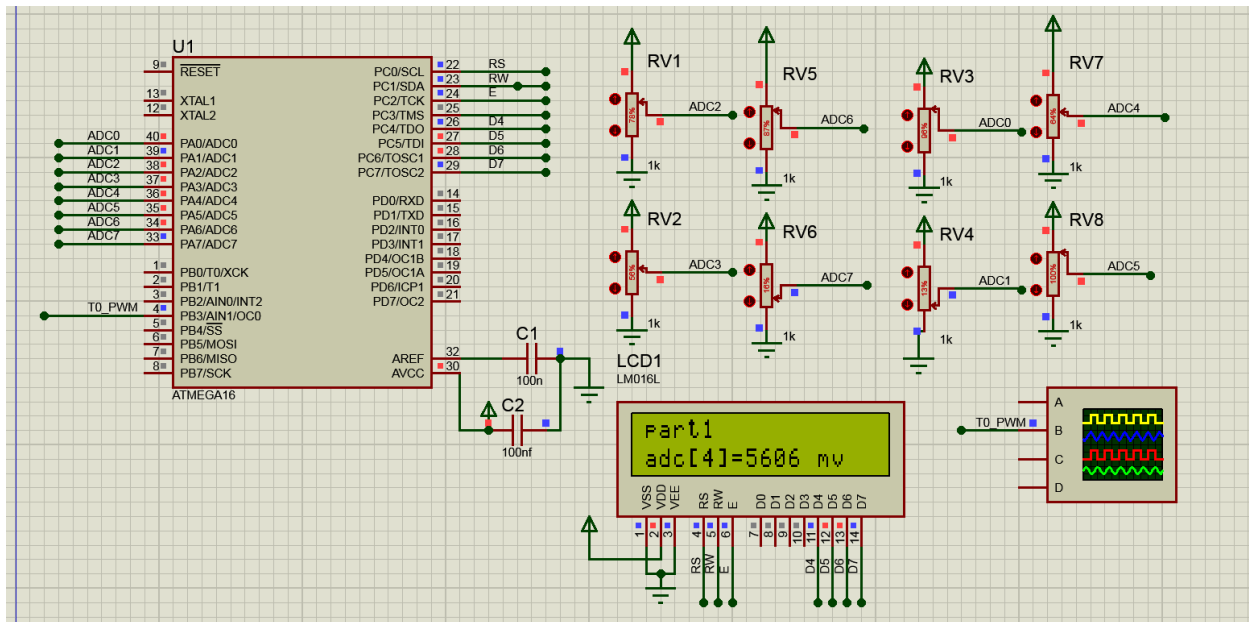 U1
9 RESET PC0/SCL 22 RS
PC1/SDA 23 RW
13 XTAL1 PC2/TCK 24 E
12 XTAL2 PC3/TMS 25
PC4/TDO 26 D4
ADC0 40 PA0/ADC0 PC5/TDI 27 D5
ADC1 39 PA1/ADC1 PC6/TOSC1 28 D6
ADC2 38 PA2/ADC2 PC7/TOSC2 29 D7
ADC3 37 PA3/ADC3
ADC4 36 PA4/ADC4 PD0/RXD 14
ADC5 35 PA5/ADC5 PD1/TXD 15
ADC6 34 PA6/ADC6 PD2/INT0 16
ADC7 33 PA7/ADC7 PD3/INT1 17
PD4/OC1B 18
1 PB0/T0/XCK PD5/OC1A 19
2 PB1/T1 PD6/ICP1 20
3 PB2/AIN0/INT2 PD7/OC2 21
T0_PWM 4 PB3/AIN1/OC0
5 PB4/SS
6 PB5/MOSI
7 PB6/MISO AREF 32
8 PB7/SCK AVCC 30
ATMEGA16
C1
100n
C2
100nf
RV1
78%
ADC2
1k
RV5
87%
ADC6
1k
RV3
96%
ADC0
1k
RV7
84%
ADC4
1k
RV2
56%
ADC3
1k
RV6
16%
ADC7
1k
RV4
13%
ADC1
RV8
100%
ADC5
1k
LCD1
LM016L
part1
adc[4]=5606 mv
VSS VDD VEE RS RW E D0 D1 D2 D3 D4 D5 D6 D7
1 2 3 4 5 6 7 8 9 10 11 12 13 14
RS RW E D4 D5 D6 D7
A
T0_PWM B
C
D